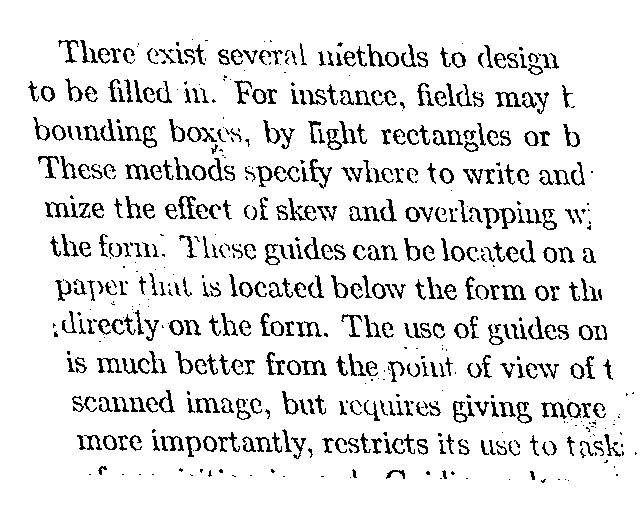 There exist several methods to design
to be filled in. For instance, fields may
bounding boxes, by light rectangles or
These methods specify where to write and
mize the effect of skew and overlapping
the form. These guides can be located on a
paper that is located below the form or
directly on the form. The use of guides on
is much better from the point of view of
scanned image, but requires giving more
more importantly, restricts its use to